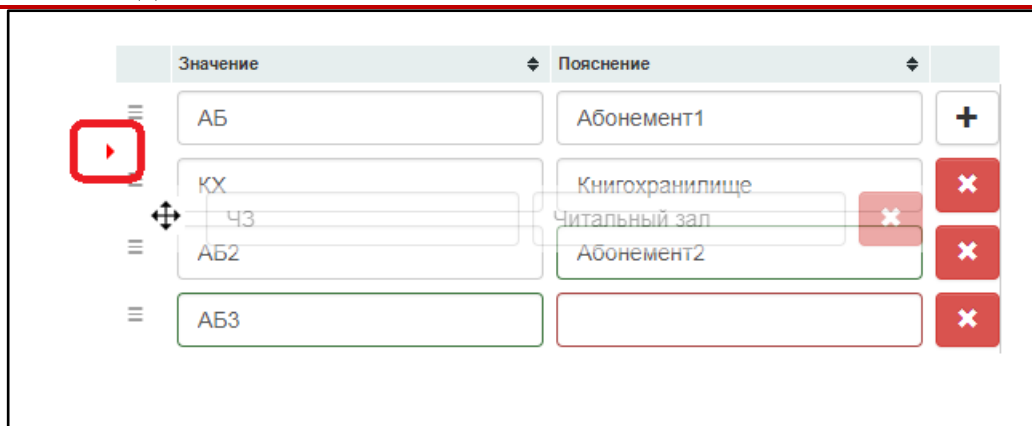 Значение Пояснение
АБ Абонемент1
КХ Книгохранилище
ЧЗ Читальный зал
АБ2 Абонемент2
АБ3